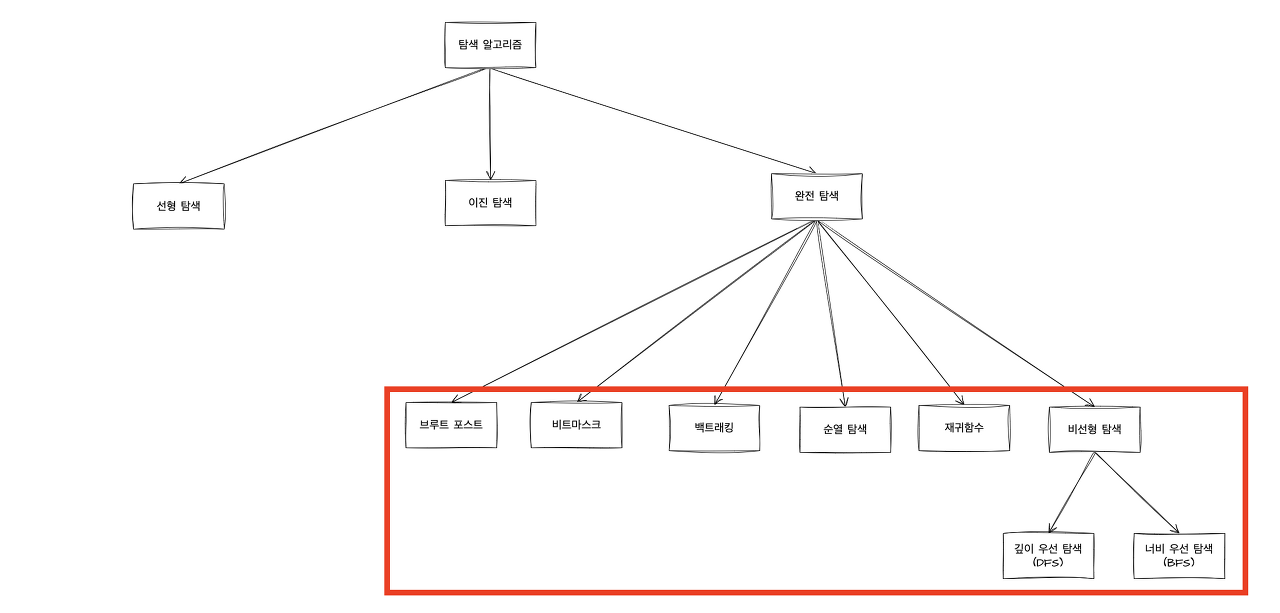 탐색 알고리즘
선형 탐색
이진 탐색
완전 탐색
브루트 포스트
비트마스크
백트래킹
순열 탐색
재귀함수
비선형 탐색
깊이 우선 탐색
(DFS)
너비 우선 탐색
(BFS)